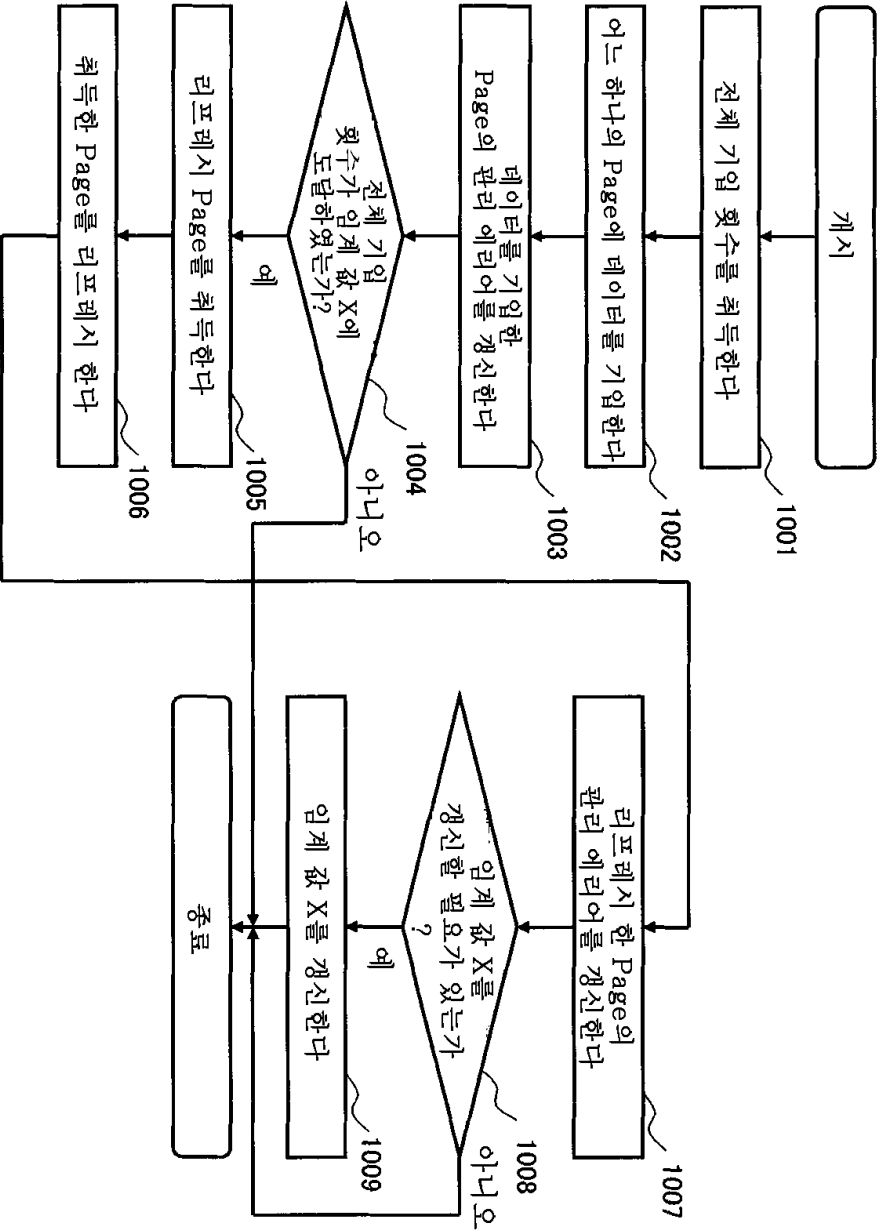 개시
전체 기입 횟수를 취득한다
1001
어느 하나의 Page에 데이터를 기입한다
1002
데이터를 기입한
Page의 관리 에리어를 갱신한다
1003
전체 기입
횟수가 임계 값 X에
도달하였는가?
1004
아니오
예
리프레시 Page를 취득한다
1005
취득한 Page를 리프레시 한다
1006
리프레시 한 Page의
관리 에리어를 갱신한다
1007
임계 값 X를
갱신할 필요가 있는가
?
1008
아니오
예
임계 값 X를 갱신한다
1009
종료